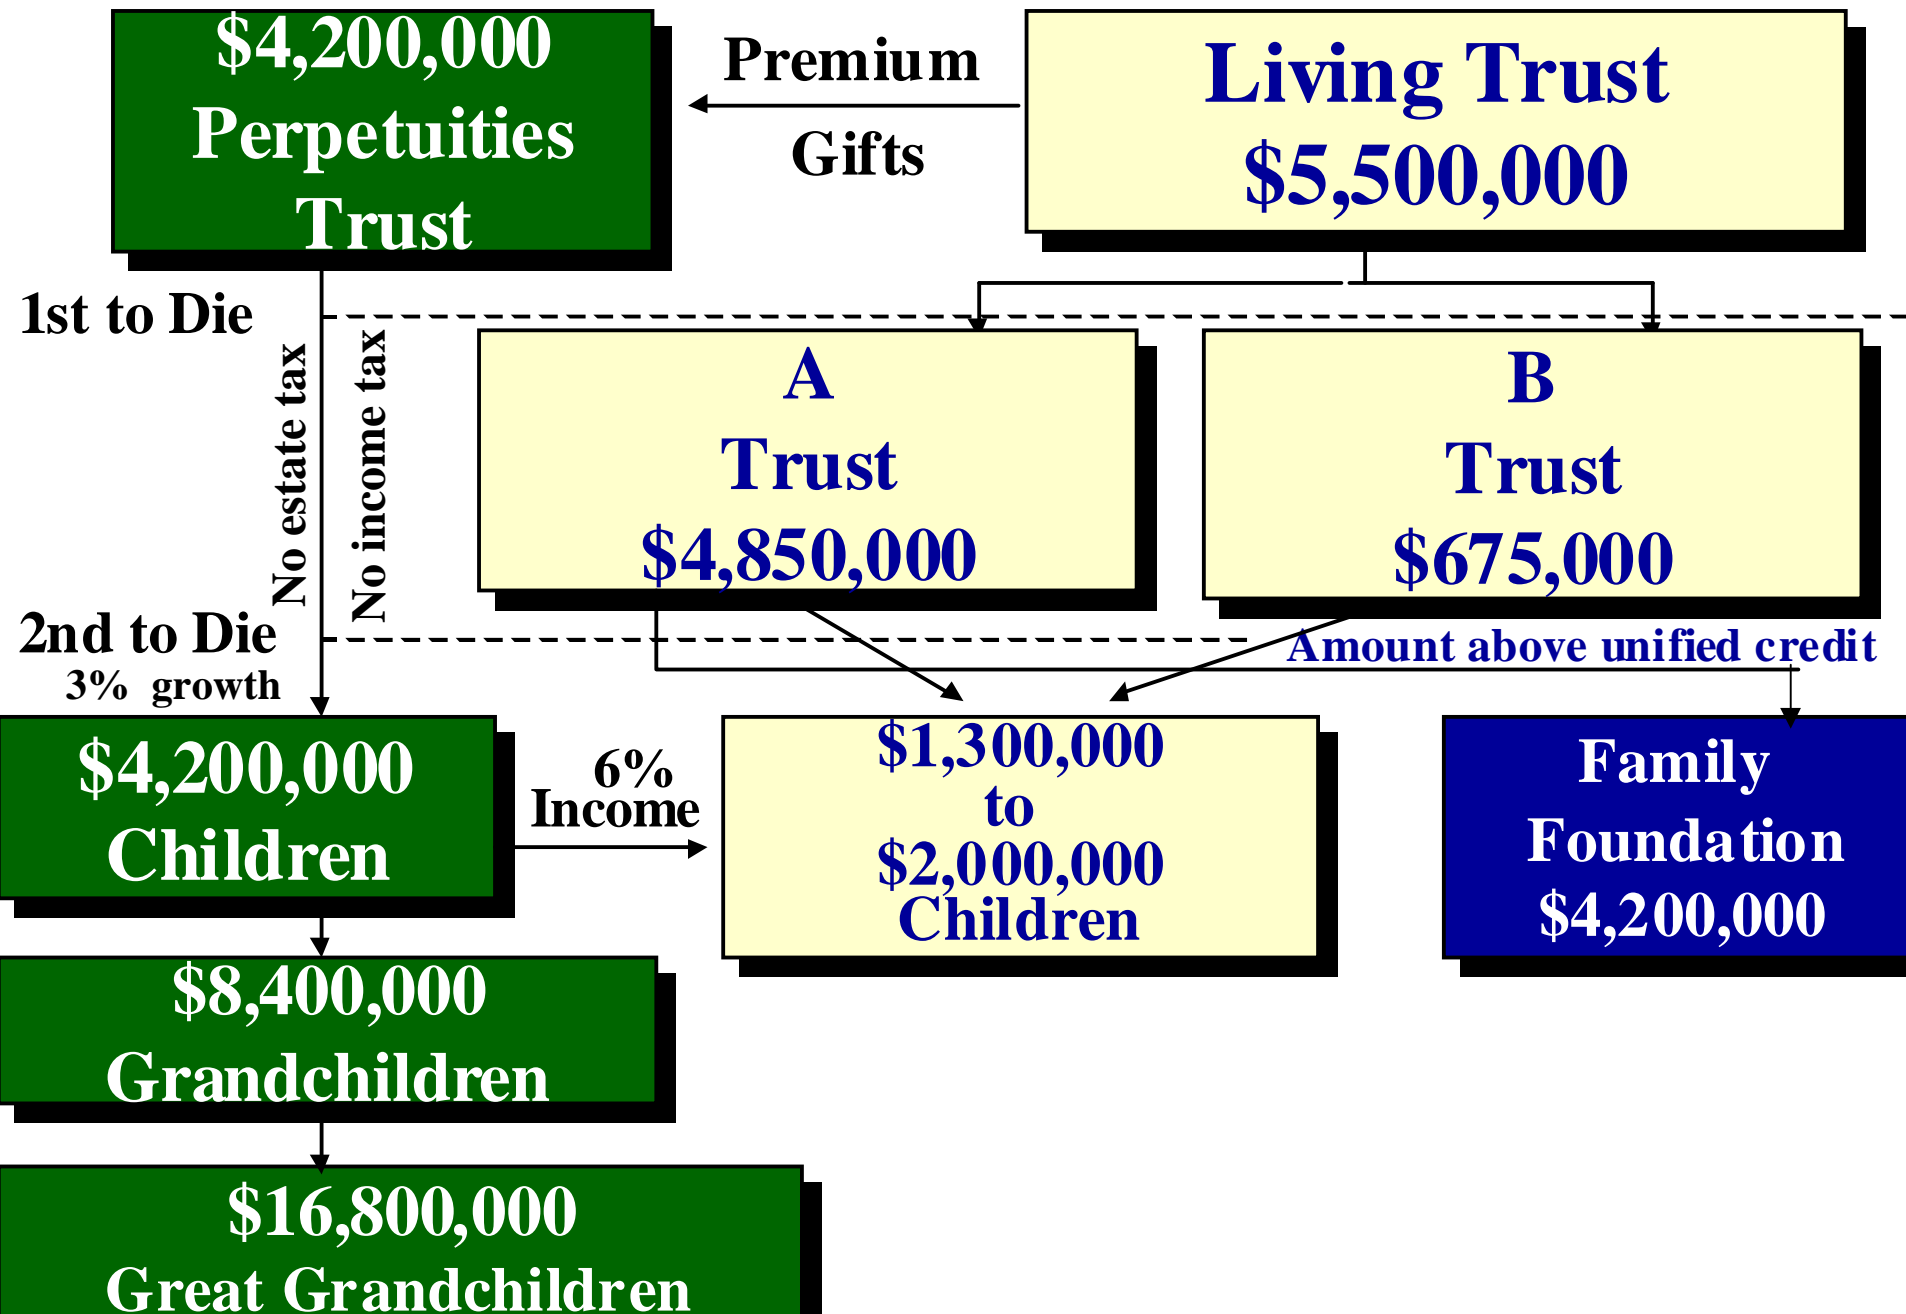 $4,200,000
Perpetuities
Trust
Premium
Gifts
Living Trust
$5,500,000
1st to Die
No estate tax
No income tax
A
Trust
$4,850,000
B
Trust
$675,000
2nd to Die
3% growth
Amount above unified credit
$4,200,000
Children
6%
Income
$1,300,000
to
$2,000,000
Children
Family
Foundation
$4,200,000
$8,400,000
Grandchildren
$16,800,000
Great Grandchildren